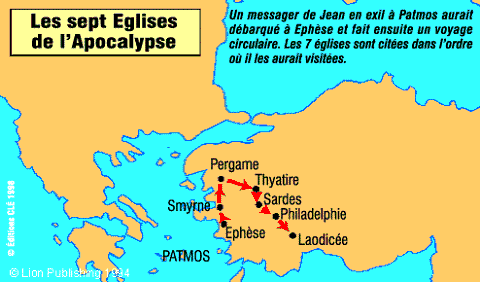 Les sept Eglises
de l'Apocalypse
Un messager de Jean en exil à Patmos aurait
débarqué à Ephèse et fait ensuite un voyage
circulaire. Les 7 églises sont citées dans l'ordre
où il les aurait visitées.
Pergame
Thyatire
Smyrne
Sardes
Philadelphie
Ephèse
Laodicée
PATMOS
© Editions CLÉ 1998
© Lion Publishing 1994